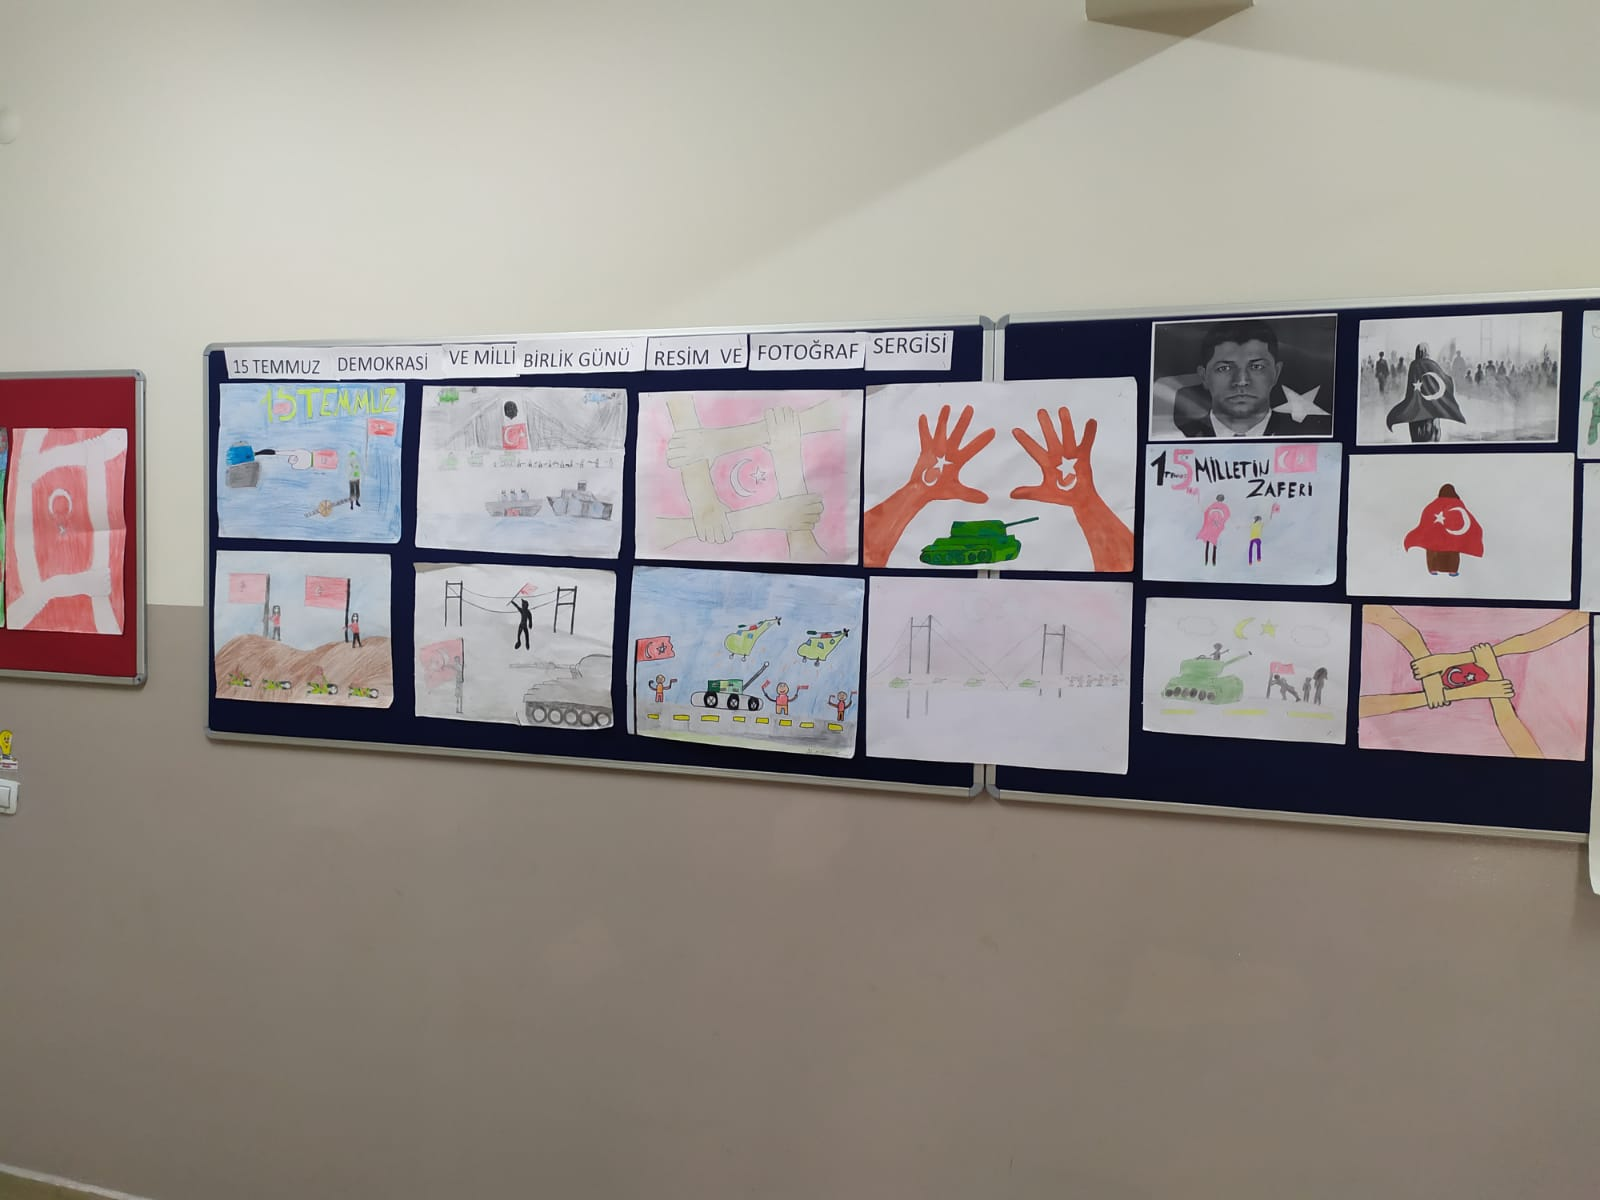 15 TEMMUZ DEMOKRASİ VE MİLLİ BİRLİK GÜNÜ RESİM VE FOTOĞRAF SERGİSİ
15 TEMMUZ
15 MİLLETİN
ZAFERİ